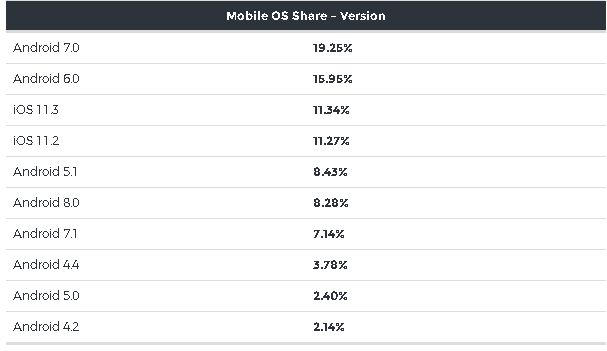 Mobile OS Share – Version
Android 7.0 19.25%
Android 6.0 15.95%
iOS 11.3 11.34%
iOS 11.2 11.27%
Android 5.1 8.43%
Android 8.0 8.28%
Android 7.1 7.14%
Android 4.4 3.78%
Android 5.0 2.40%
Android 4.2 2.14%